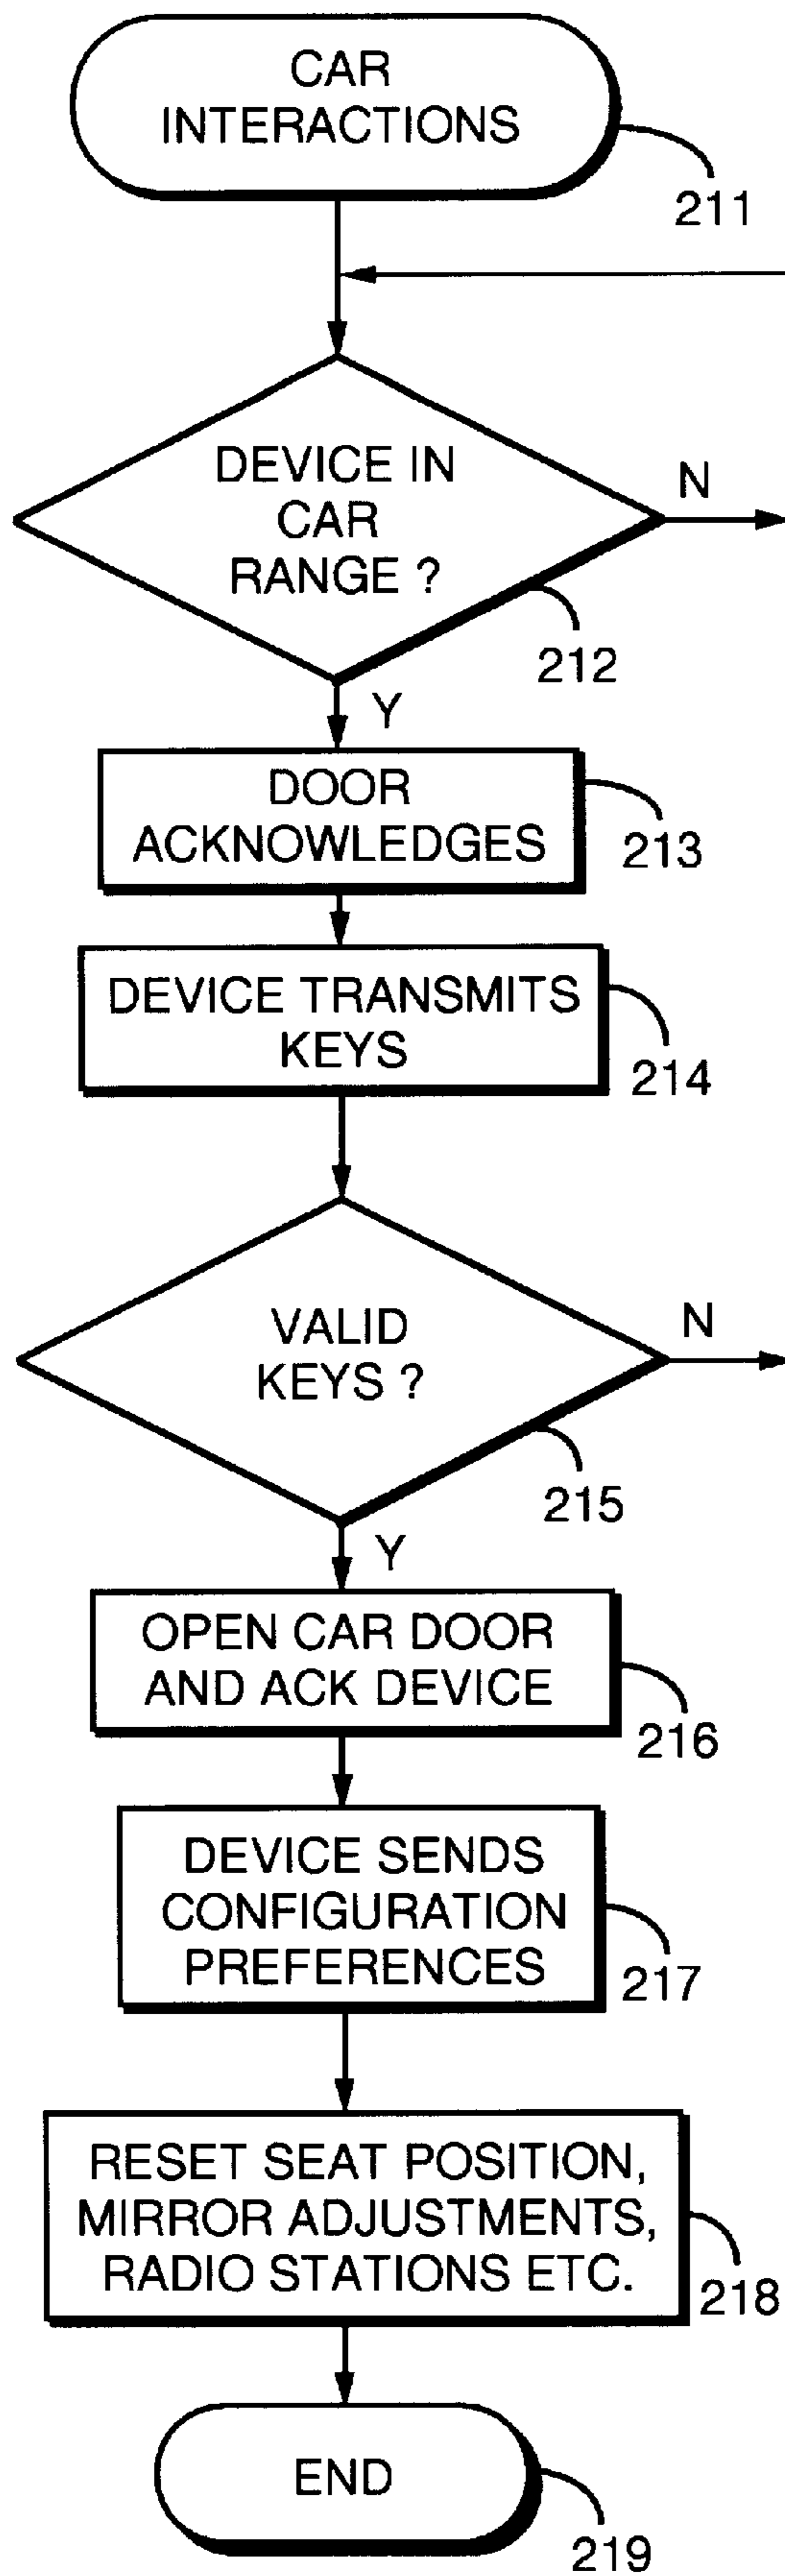 CAR
INTERACTIONS
211
DEVICE IN
CAR
RANGE ?
N
212
Y
DOOR
ACKNOWLEDGES
213
DEVICE TRANSMITS
KEYS
214
VALID
KEYS ?
N
215
Y
OPEN CAR DOOR
AND ACK DEVICE
216
DEVICE SENDS
CONFIGURATION
PREFERENCES
217
RESET SEAT POSITION,
MIRROR ADJUSTMENTS,
RADIO STATIONS ETC.
218
END
219